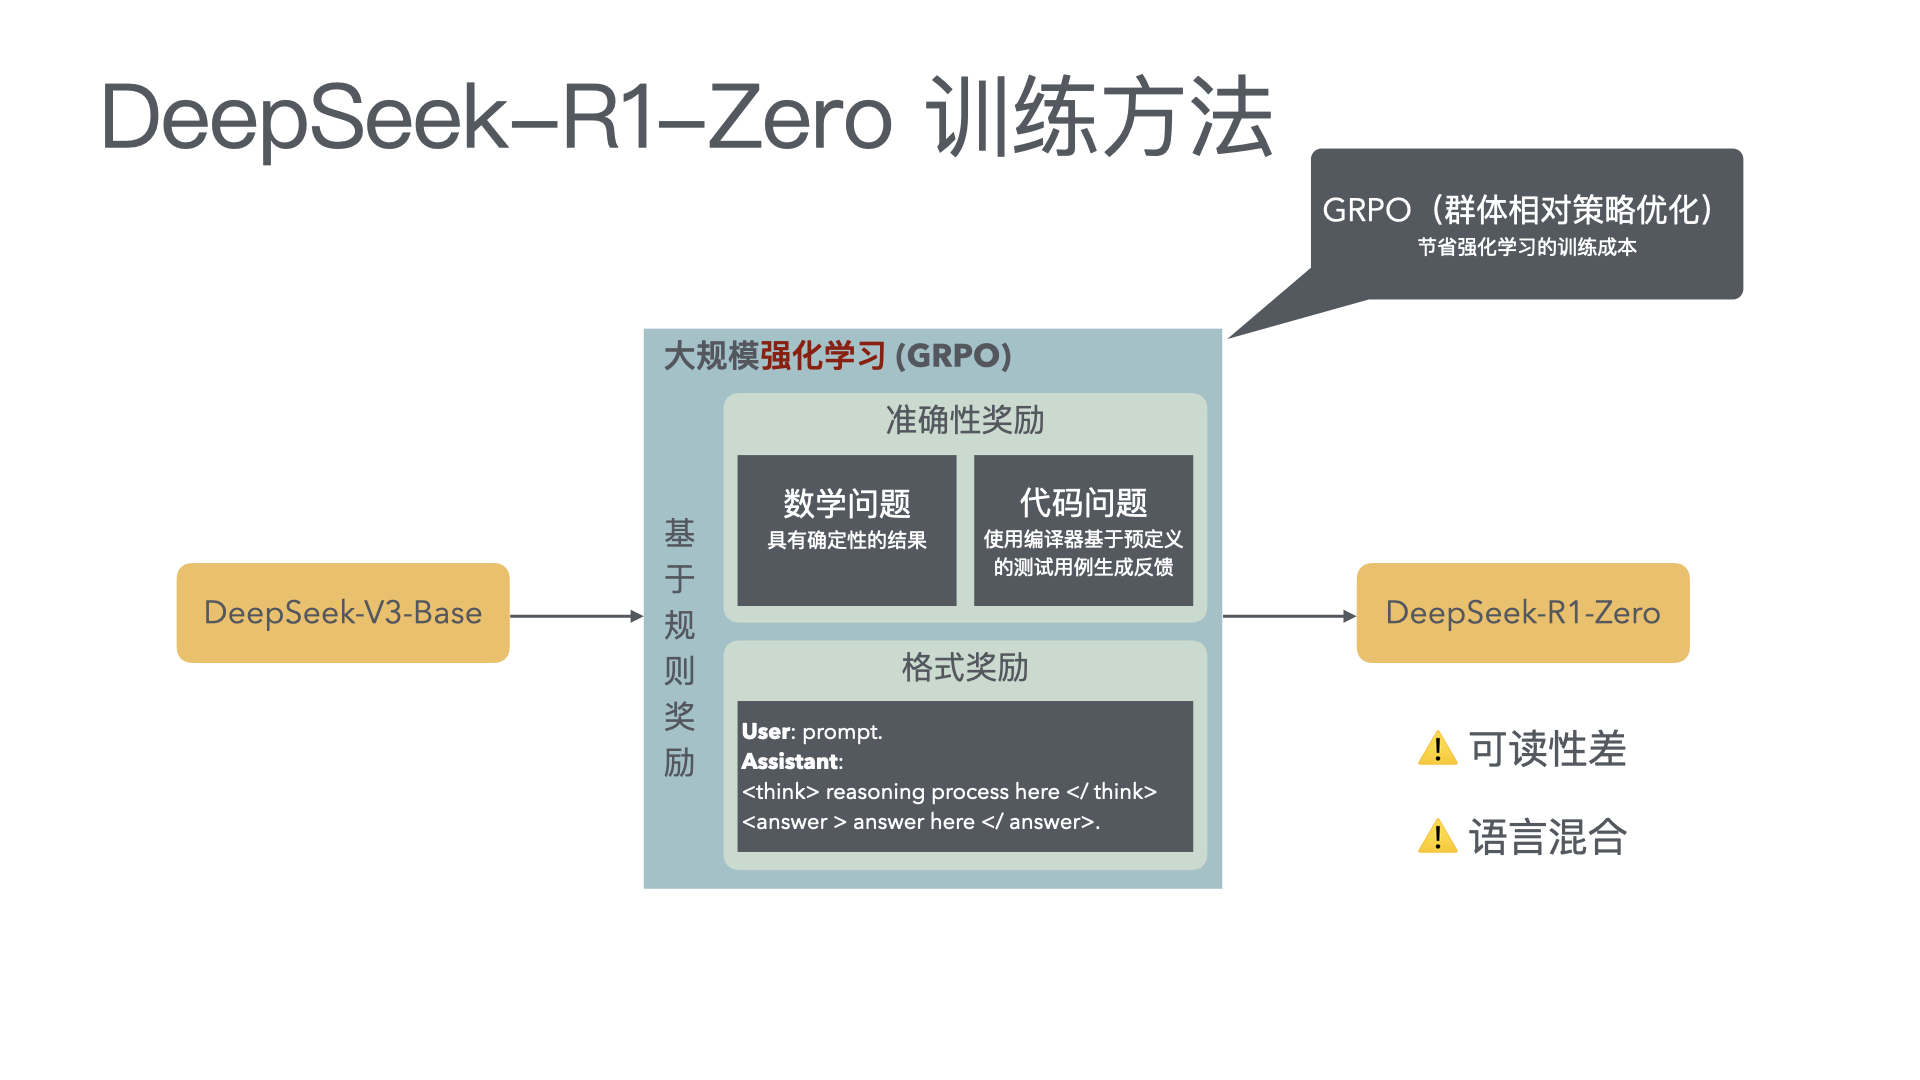 DeepSeek-R1-Zero 训练方法
GRPO（群体相对策略优化）
节省强化学习的训练成本
大规模强化学习 (GRPO)
基于规则奖励
准确性奖励
数学问题
具有确定性的结果
代码问题
使用编译器基于预定义
的测试用例生成反馈
格式奖励
User: prompt.
Assistant:
<think> reasoning process here </ think>
<answer > answer here </ answer>.
DeepSeek-V3-Base
DeepSeek-R1-Zero
可读性差
语言混合